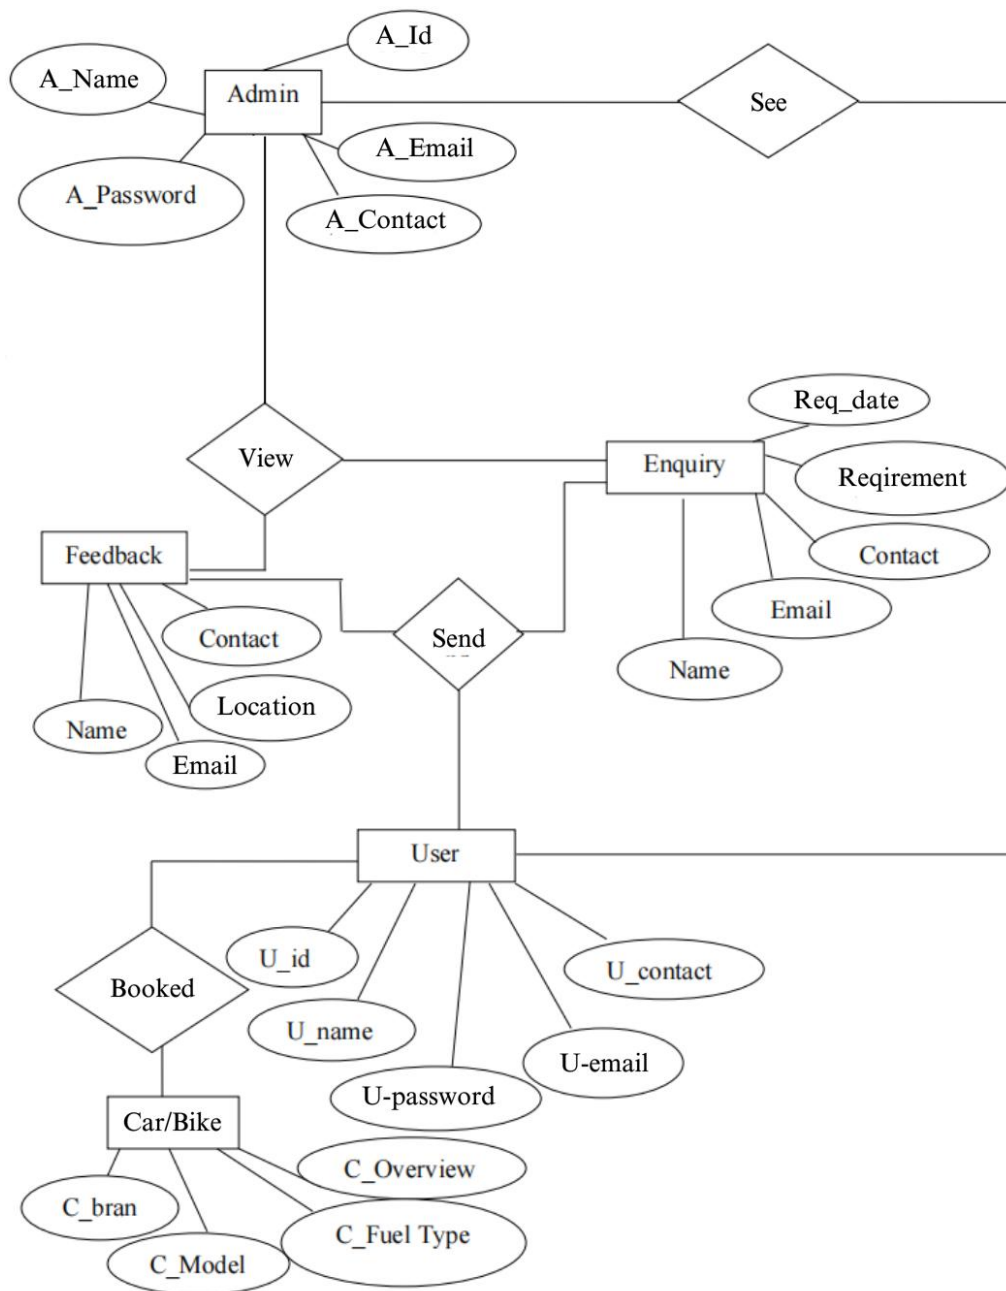 A_Id
A_Name
Admin
See
A_Email
A_Password
A_Contact
Req_date
View
Enquiry
Reqirement
Feedback
Contact
Contact
Send
Email
Name
Location
Name
Email
User
U_id
U_contact
Booked
U_name
U-email
U-password
Car/Bike
C_Overview
C_bran
C_Fuel Type
C_Model